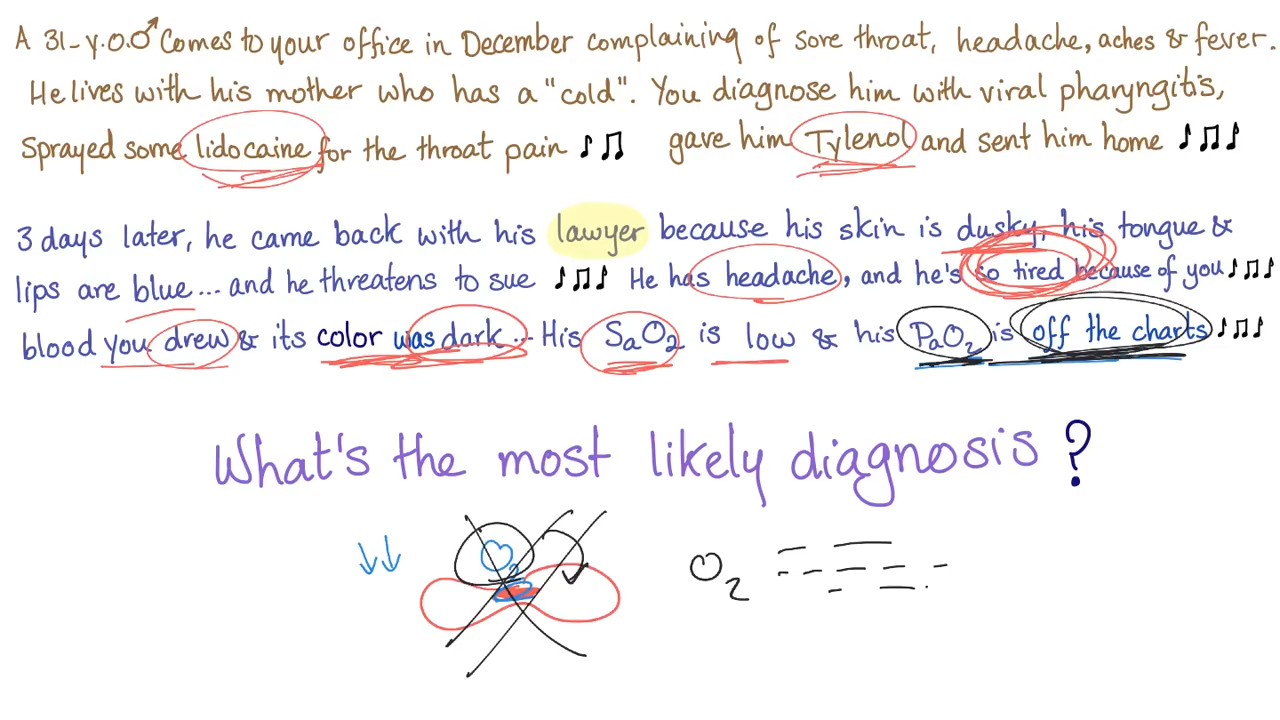 A 31-y.o.♂ Comes to your office in December complaining of sore throat, headache, aches & fever.
He lives with his mother who has a "cold". You diagnose him with viral pharyngitis,
Sprayed some lidocaine for the throat pain ♪♫ gave him Tylenol and sent him home ♪♫♪
3 days later, he came back with his lawyer because his skin is dusky, his tongue &
lips are blue... and he threatens to sue ♪♫♪ He has headache, and he's so tired because of you ♪♫♪
blood you drew & its color was dark... His SaO2 is low & his PaO2 is off the charts ♪♫♪
What's the most likely diagnosis?
↓↓ O2 O2